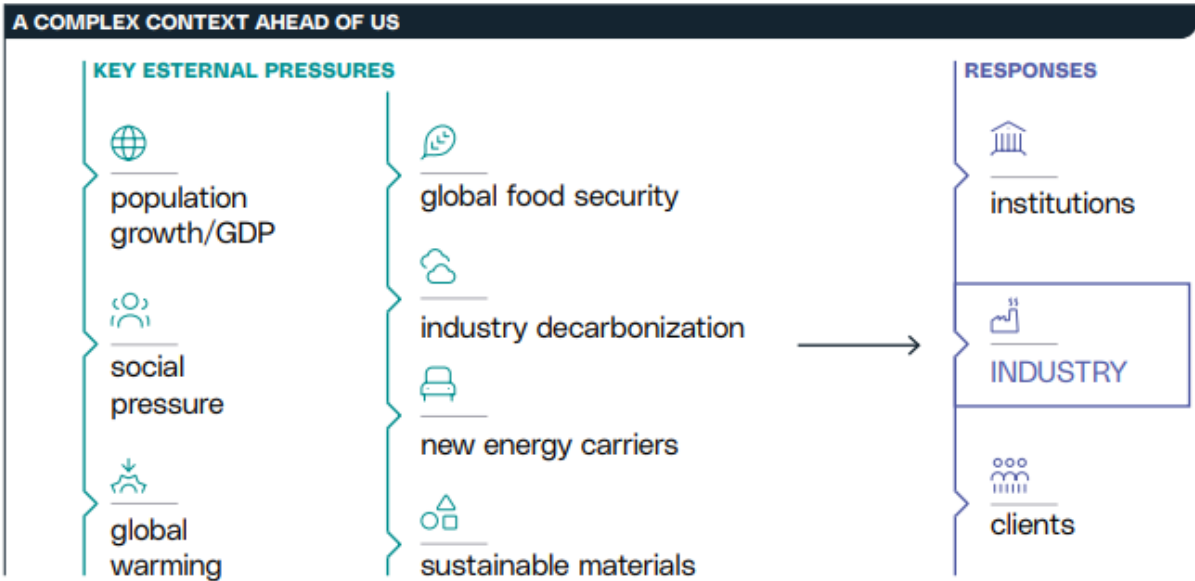 A COMPLEX CONTEXT AHEAD OF US
KEY ESTERNAL PRESSURES
population
growth/GDP
social
pressure
global
warming
global food security
industry decarbonization
new energy carriers
sustainable materials
RESPONSES
institutions
INDUSTRY
clients